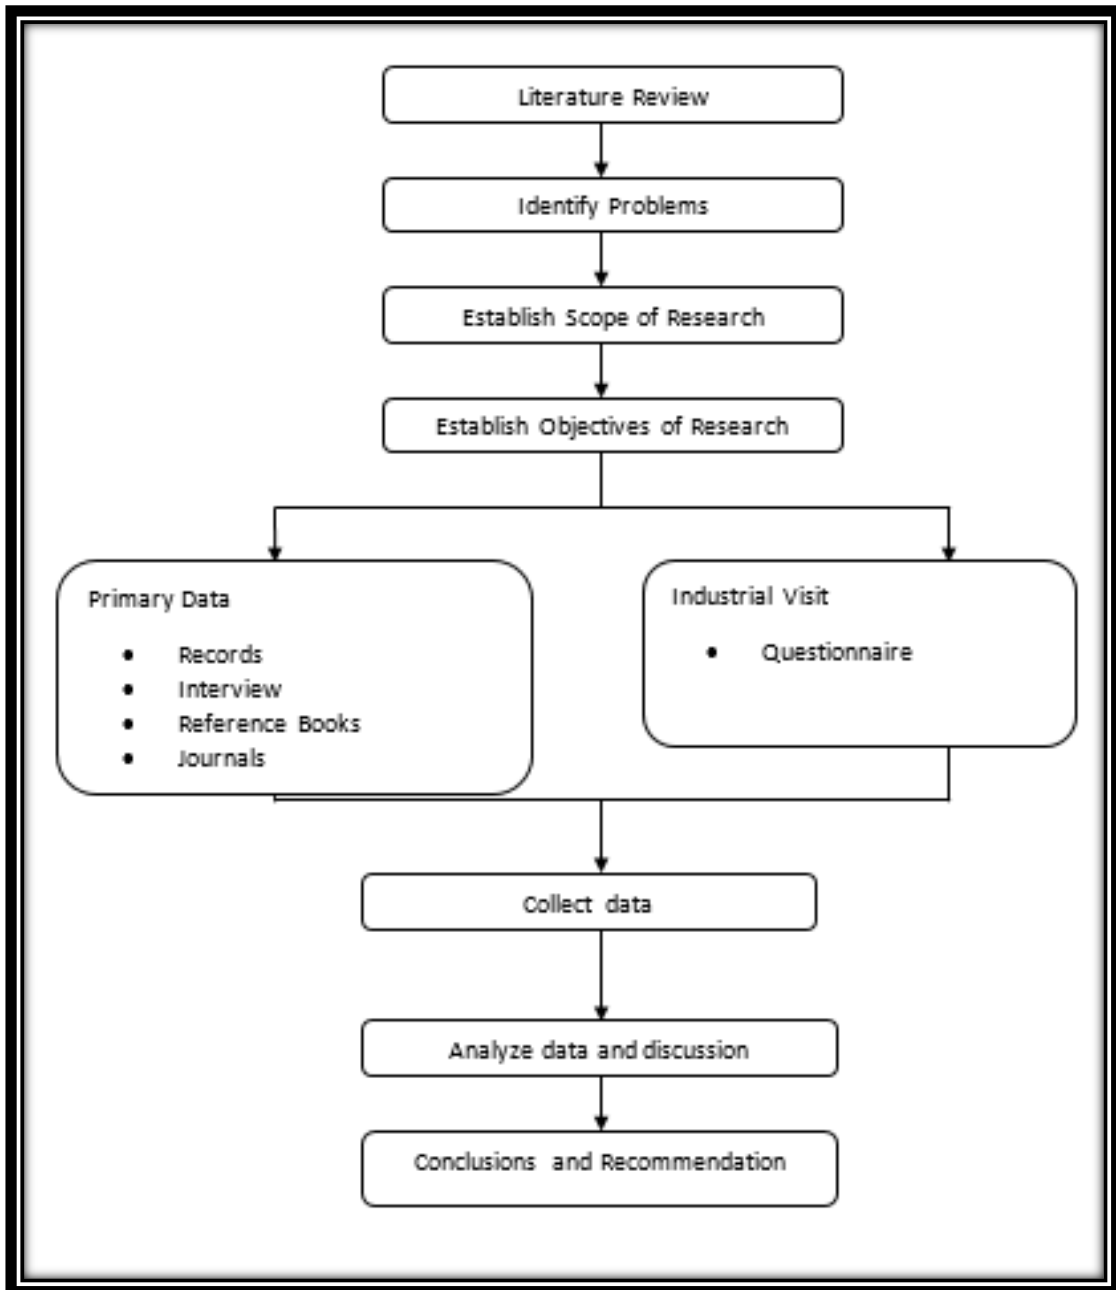 Literature Review
Identify Problems
Establish Scope of Research
Establish Objectives of Research
Primary Data
• Records
• Interview
• Reference Books
• Journals
Industrial Visit
• Questionnaire
Collect data
Analyze data and discussion
Conclusions and Recommendation